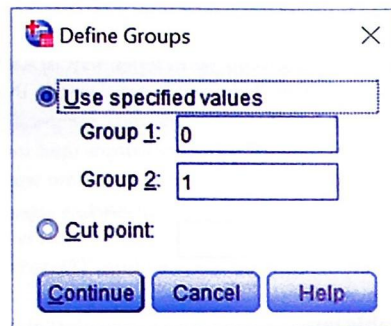 Define Groups
Use specified values
Group 1: 0
Group 2: 1
Cut point:
Continue Cancel Help